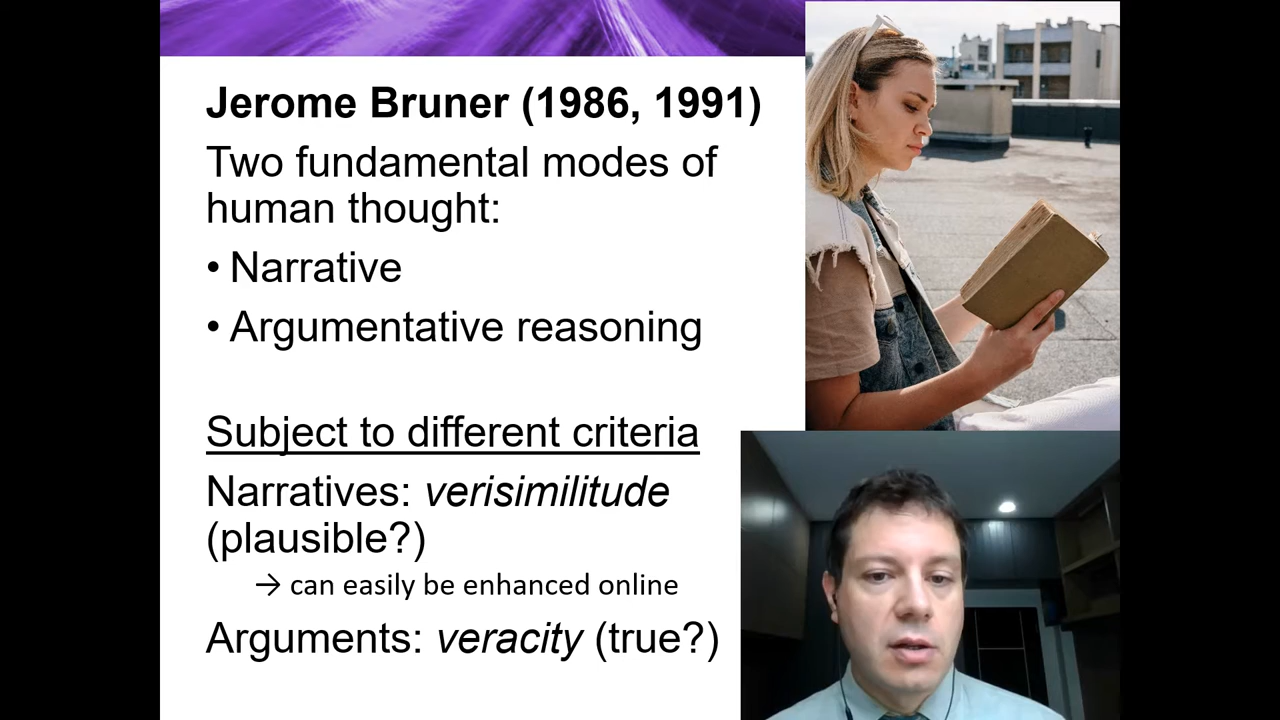 Jerome Bruner (1986, 1991)
Two fundamental modes of
human thought:
• Narrative
• Argumentative reasoning
Subject to different criteria
Narratives: verisimilitude
(plausible?)
→ can easily be enhanced online
Arguments: veracity (true?)